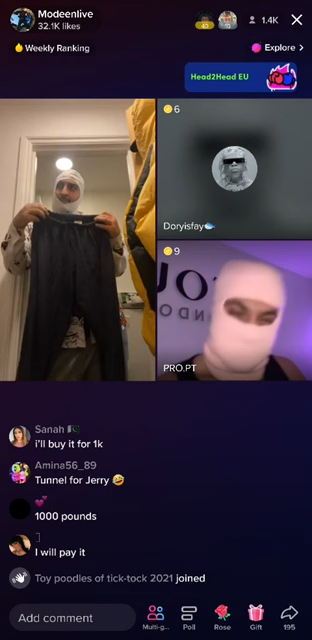 Modeenlive
32.1K likes
1.4K
Weekly Ranking
Explore
Head2Head EU
6
Doryisfay
9
PRO.PT
Sanah
i'll buy it for 1k
Amina56_89
Tunnel for Jerry 🤣
💕
1000 pounds
I will pay it
Toy poodles of tick-tock 2021 joined
Add comment
Multi-g...
Poll
Rose
Gift
195